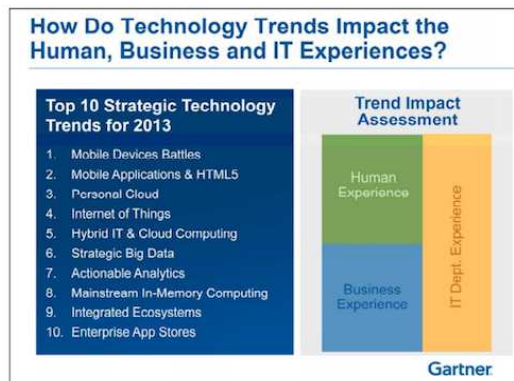 How Do Technology Trends Impact the
Human, Business and IT Experiences?
Top 10 Strategic Technology
Trends for 2013
1. Mobile Devices Battles
2. Mobile Applications & HTML5
3. Personal Cloud
4. Internet of Things
5. Hybrid IT & Cloud Computing
6. Strategic Big Data
7. Actionable Analytics
8. Mainstream In-Memory Computing
9. Integrated Ecosystems
10. Enterprise App Stores
Trend Impact
Assessment
Human
Experience
Business
Experience
IT Dept. Experience
Gartner